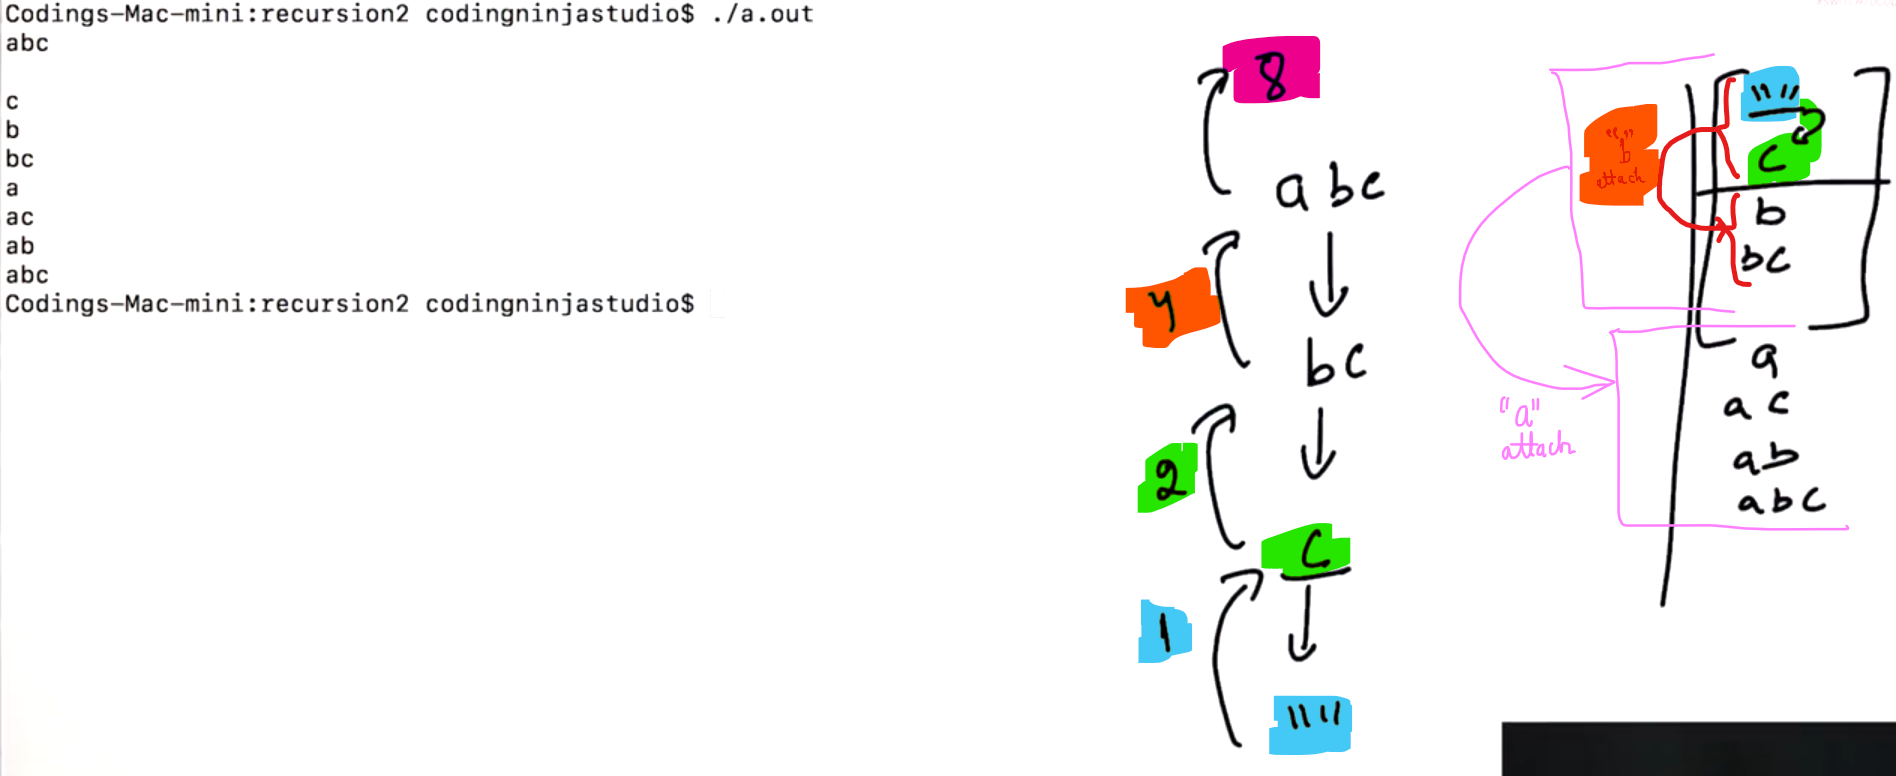 Codings-Mac-mini:recursion2 codingninjastudio$ ./a.out
abc
c
b
bc
a
ac
ab
abc
Codings-Mac-mini:recursion2 codingninjastudio$
8
abc
4
bc
2
c
1
""
""
c
"b"
attach
b
bc
a
ac
ab
abc
"a"
attach